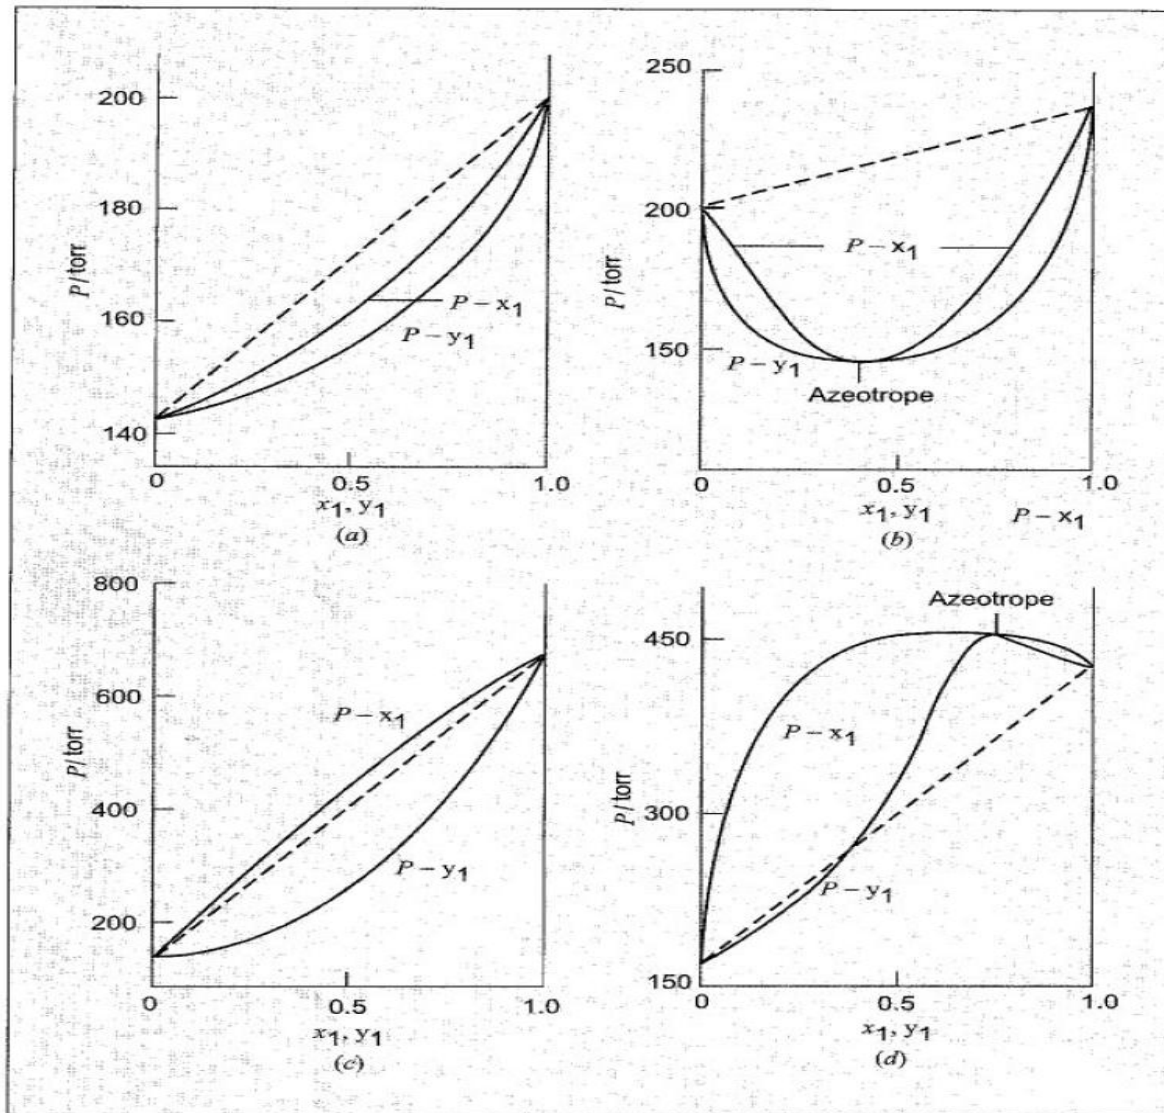 200
180
160
140
P/torr
P – x1
P – y1
0
0.5
1.0
x1, y1
(a)
250
200
150
P/torr
P – x1
P – y1
Azeotrope
0
0.5
1.0
x1, y1
P – x1
(b)
800
600
400
200
P/torr
P – x1
P – y1
0
0.5
1.0
x1, y1
(c)
Azeotrope
450
300
150
P/torr
P – x1
P – y1
0
0.5
1.0
x1, y1
(d)